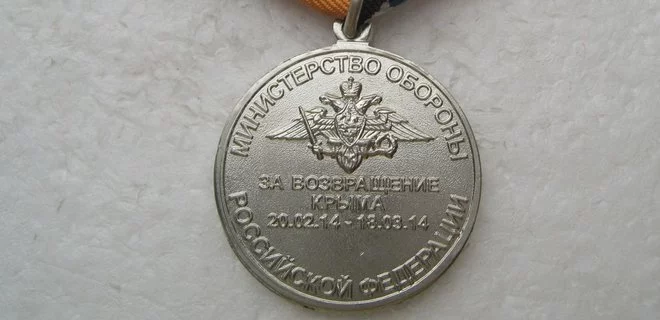 МИНИСТЕРСТВО ОБОРОНЫ
ЗА ВОЗВРАЩЕНИЕ
КРЫМА
20.02.14 - 18.03.14
РОССИЙСКОЙ ФЕДЕРАЦИИ